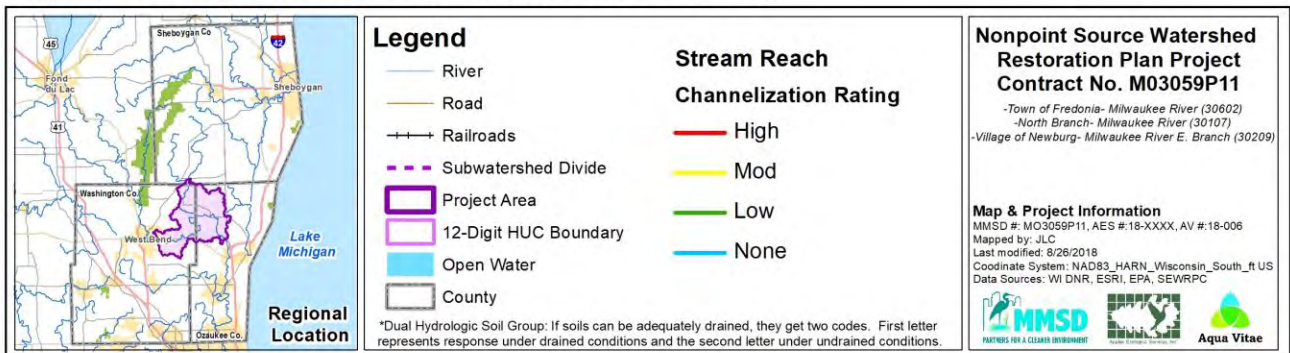 Sheboygan Co
42
45
Fond
du Lac
Sheboygan
41
Washington Co.
West Bend
Lake
Michigan
Ozaukee Co.
Regional
Location
Legend
River
Road
Railroads
Subwatershed Divide
Project Area
12-Digit HUC Boundary
Open Water
County
Stream Reach
Channelization Rating
High
Mod
Low
None
*Dual Hydrologic Soil Group: If soils can be adequately drained, they get two codes. First letter
represents response under drained conditions and the second letter under undrained conditions.
Nonpoint Source Watershed
Restoration Plan Project
Contract No. M03059P11
-Town of Fredonia- Milwaukee River (30602)
-North Branch- Milwaukee River (30107)
-Village of Newburg- Milwaukee River E. Branch (30209)
Map & Project Information
MMSD #: MO3059P11, AES #:18-XXXX, AV #:18-006
Mapped by: JLC
Last modified: 8/26/2018
Coodinate System: NAD83_HARN_Wisconsin_South_ft US
Data Sources: WI DNR, ESRI, EPA, SEWRPC
MMSD
PARTNERS FOR A CLEANER ENVIRONMENT
Applied Ecological Services, Inc.
Aqua Vitae